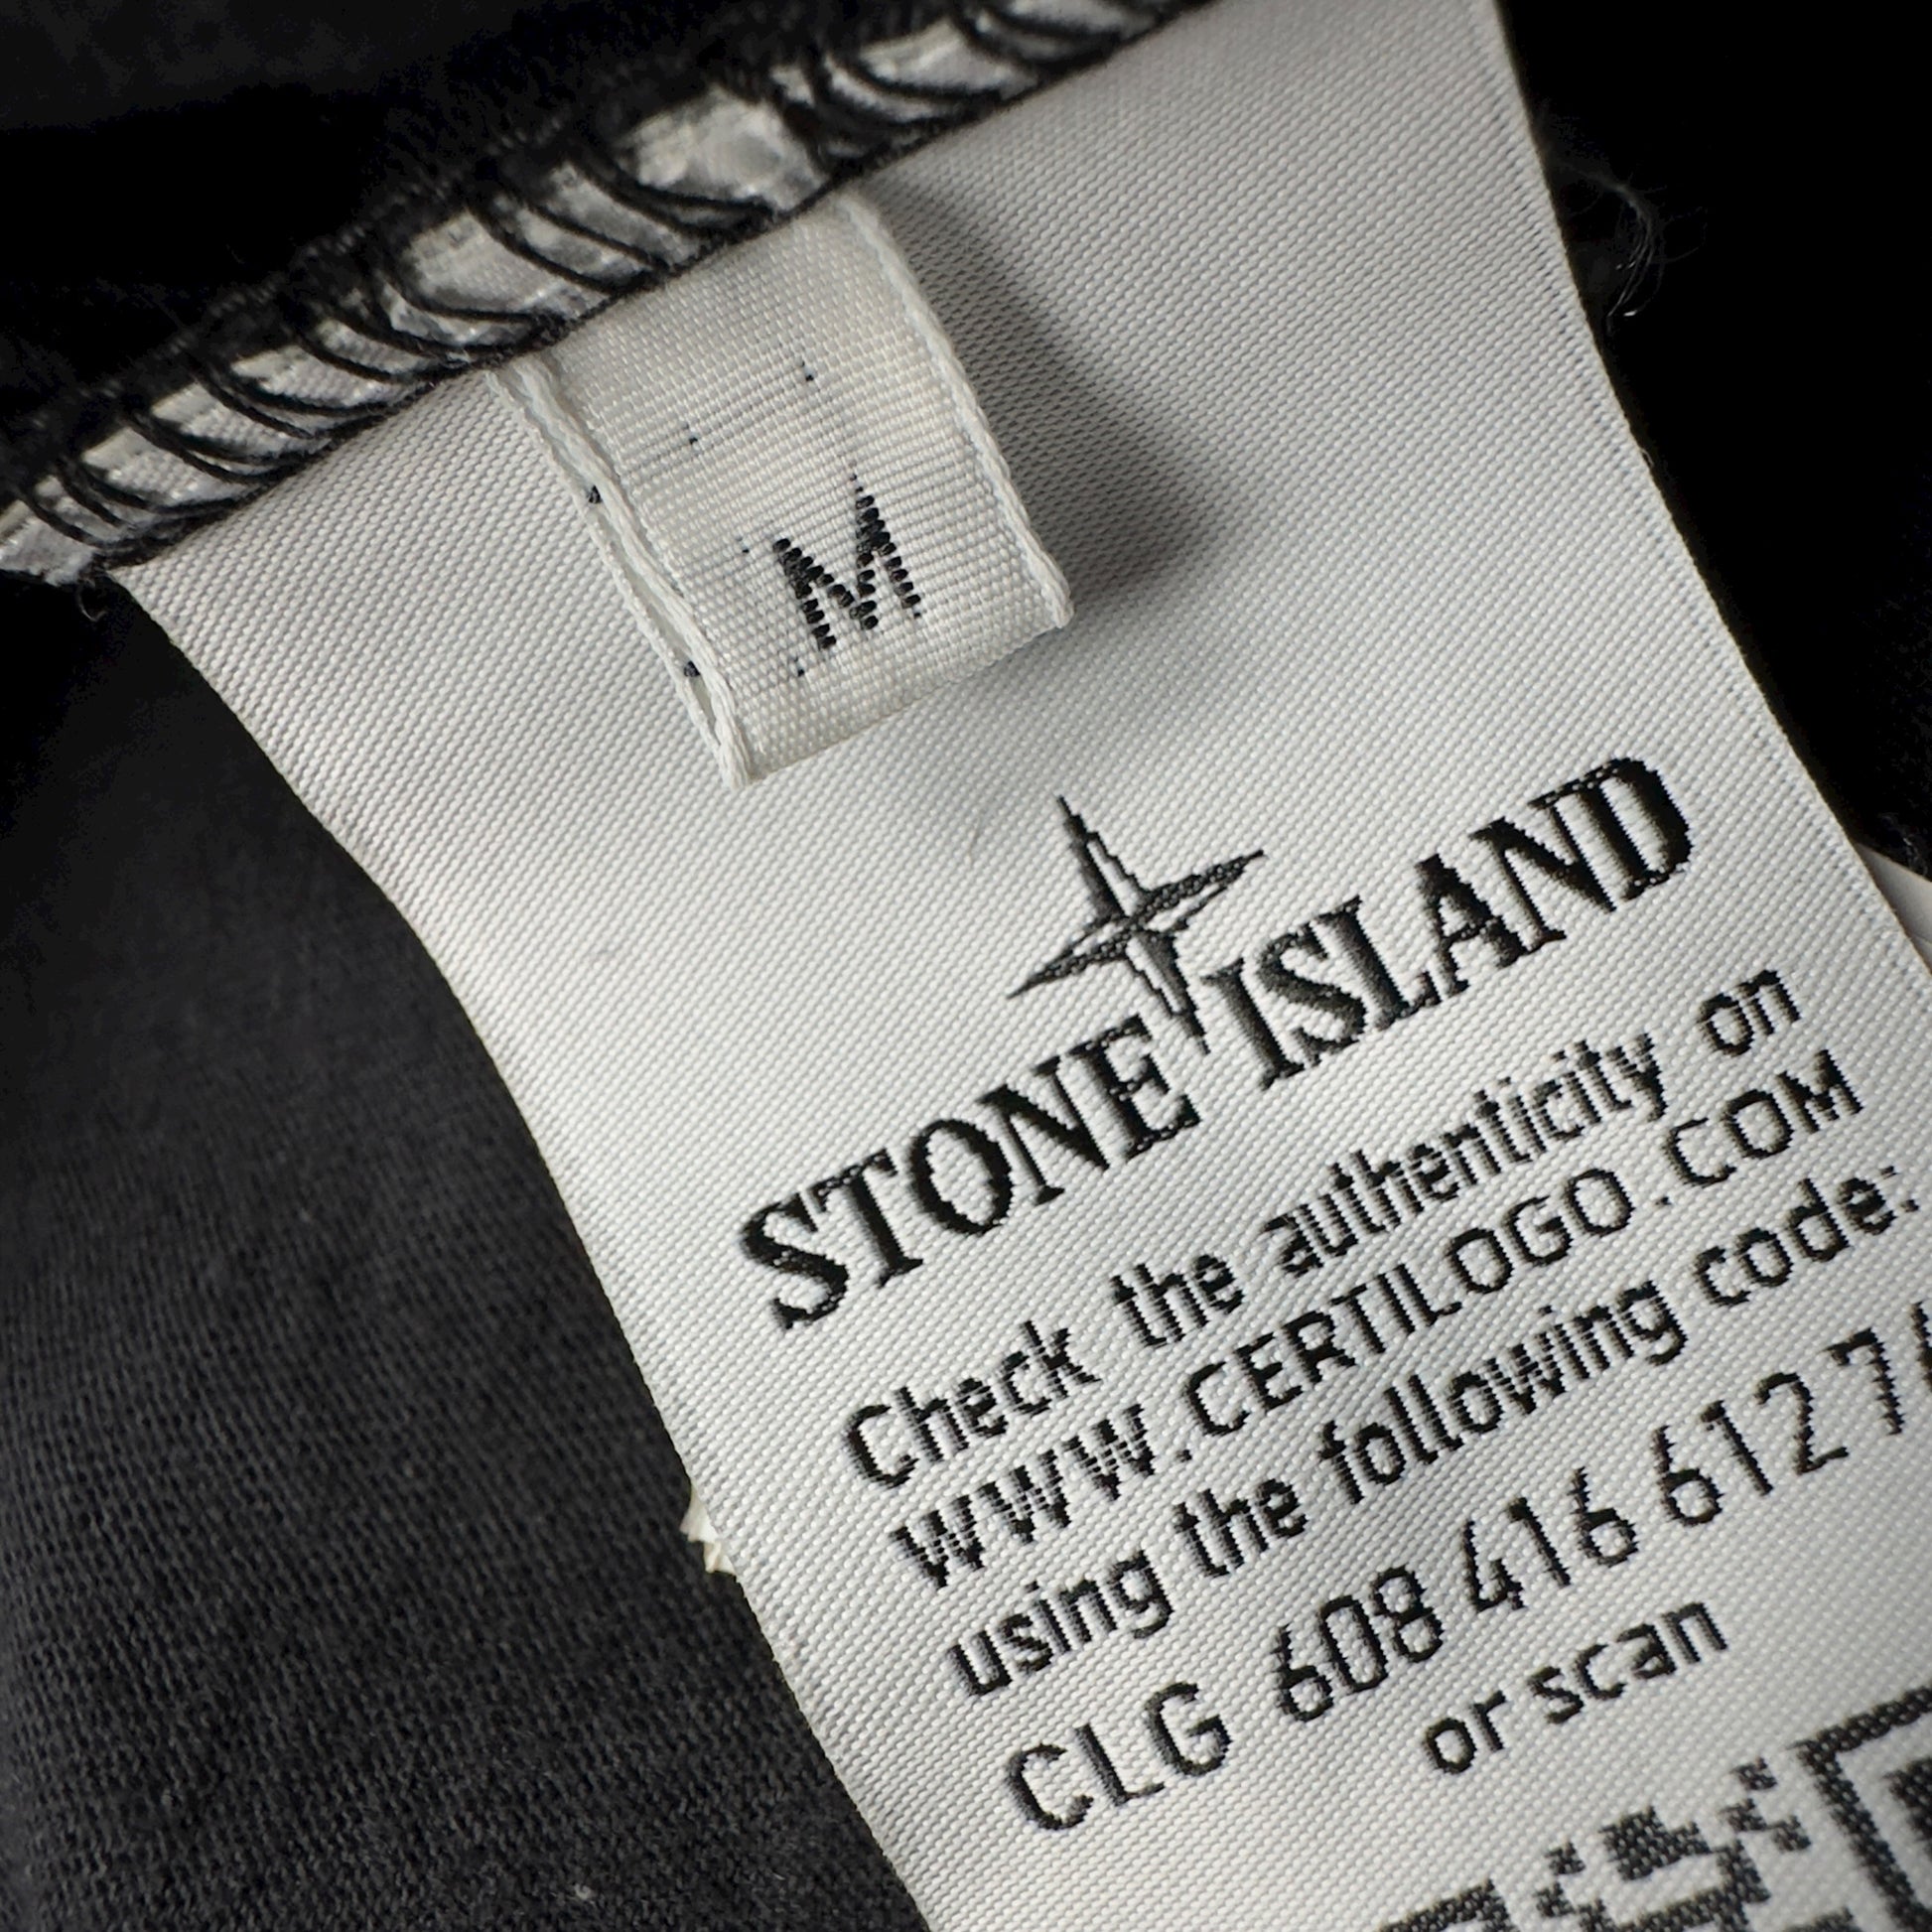 M
STONE ISLAND
Check the authenticity on
WWW.CERTILOGO.COM
using the following code:
CLG 608 416 612 7
or scan